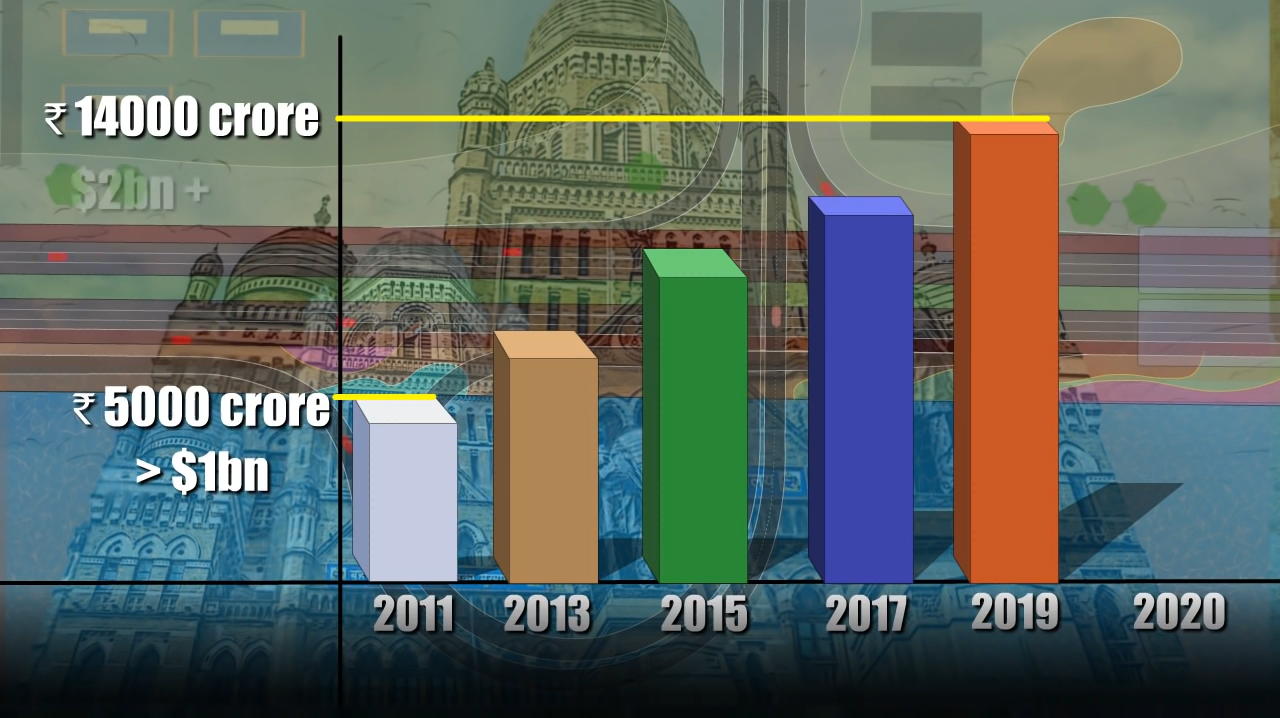 ₹ 14000 crore
$2bn +
₹ 5000 crore
> $1bn
2011 2013 2015 2017 2019 2020